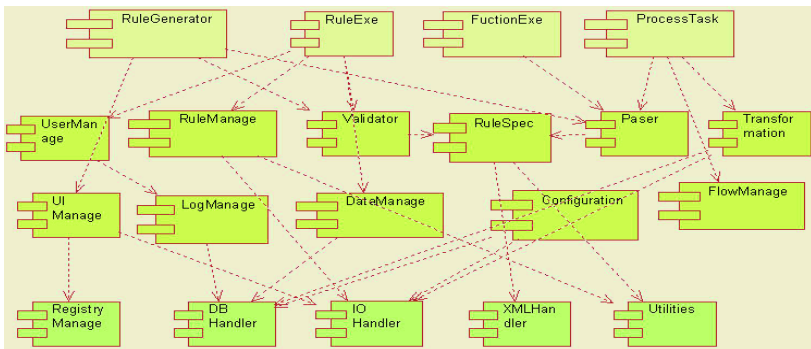 RuleGenerator
RuleExe
FuctionExe
ProcessTask
UserMan
age
RuleManage
Validator
RuleSpec
Paser
Transfor
mation
UI
Manage
LogManage
DateManage
Configuration
FlowManage
Registry
Manage
DB
Handler
IO
Handler
XMLHan
dler
Utilities